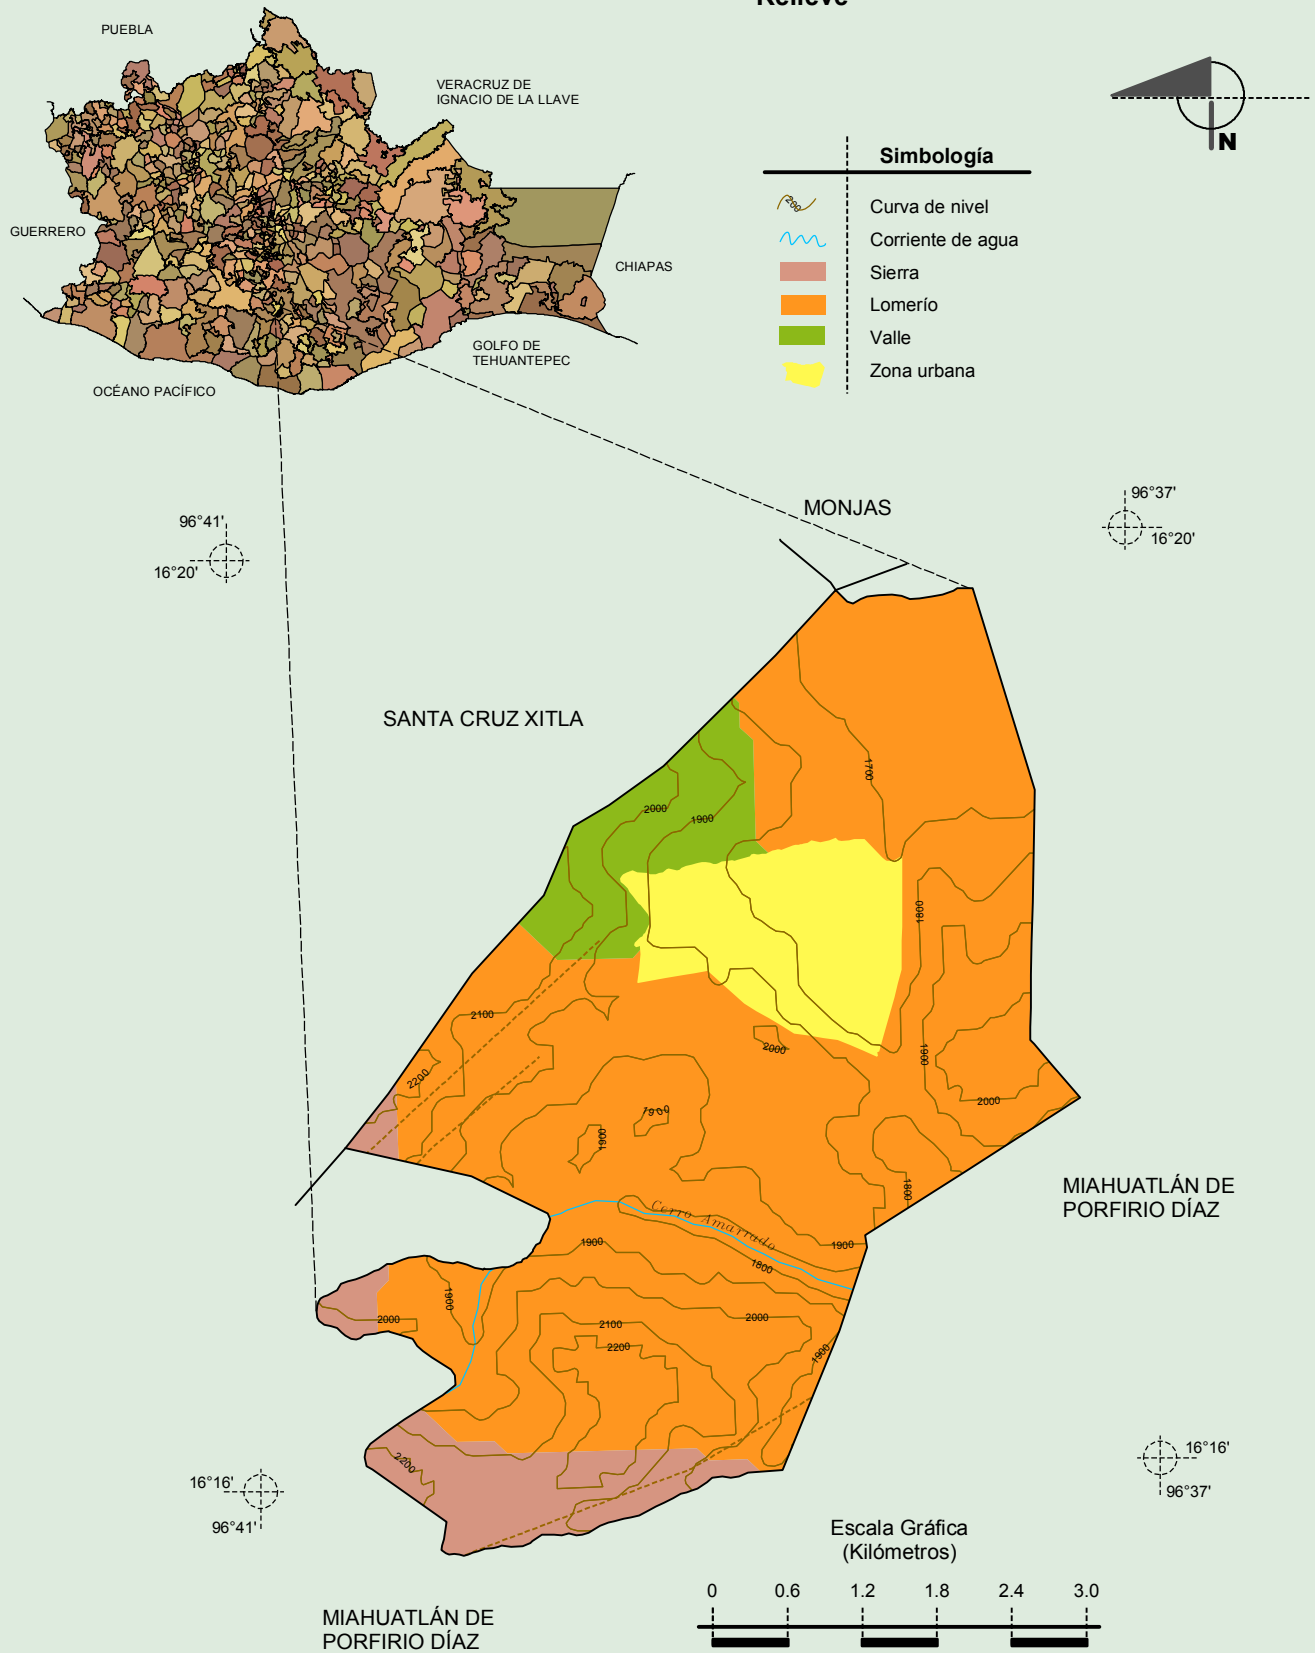 Relieve
PUEBLA
VERACRUZ DE
IGNACIO DE LA LLAVE
GUERRERO
CHIAPAS
GOLFO DE
TEHUANTEPEC
OCÉANO PACÍFICO
N
Simbología
200
Curva de nivel
Corriente de agua
Sierra
Lomerío
Valle
Zona urbana
96°41'
16°20'
MONJAS
96°37'
16°20'
SANTA CRUZ XITLA
1700
2000
1900
1800
2100
2000
1900
2200
2000
1900
1900
1800
MIAHUATLÁN DE
PORFIRIO DÍAZ
Cerro Amarrado
1900
1900
1800
1900
2000
2000
2100
2200
1900
2200
16°16'
96°41'
16°16'
96°37'
Escala Gráfica
(Kilómetros)
0 0.6 1.2 1.8 2.4 3.0
MIAHUATLÁN DE
PORFIRIO DÍAZ